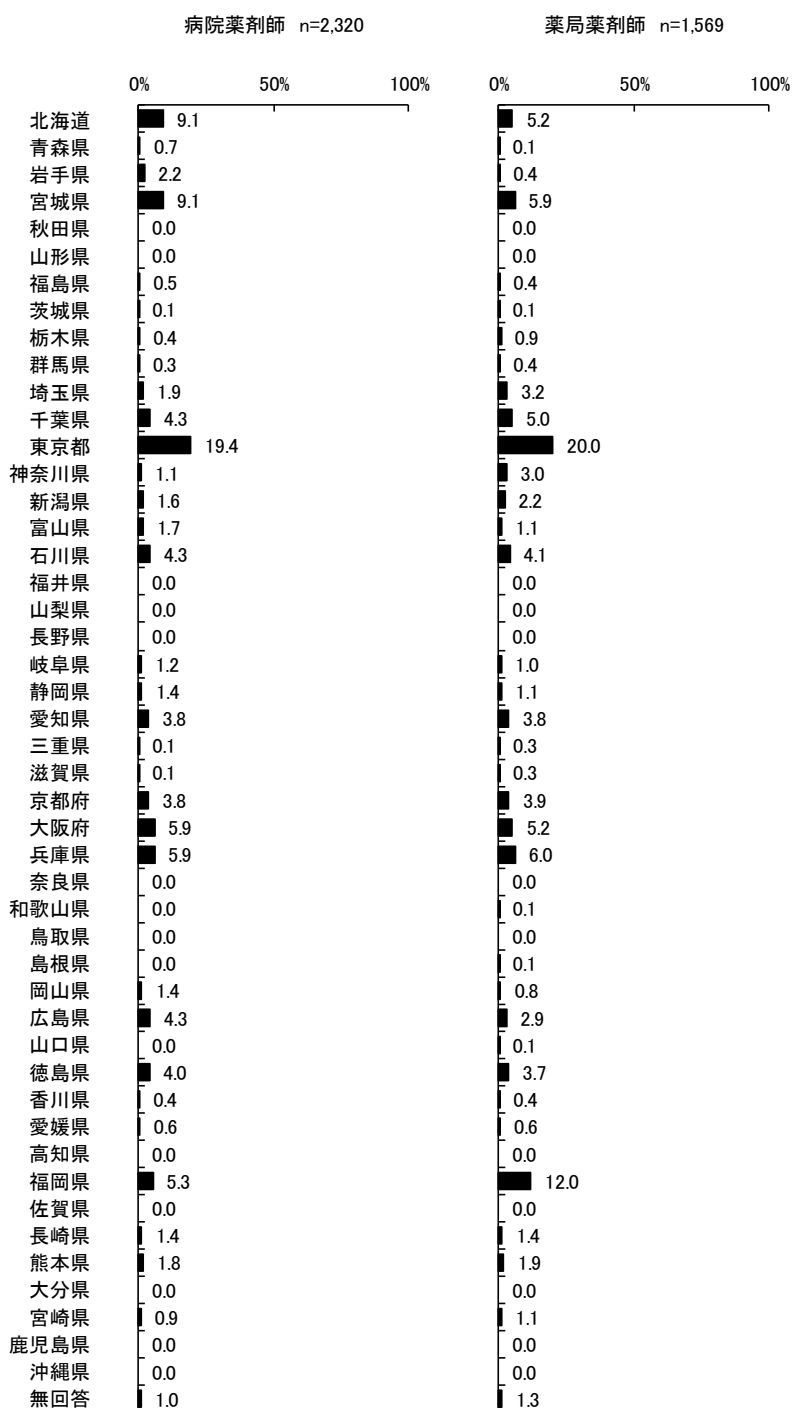 病院薬剤師 n=2,320 薬局薬剤師 n=1,569
0% 50% 100% 0% 50% 100%
北海道 9.1 5.2
青森県 0.7 0.1
岩手県 2.2 0.4
宮城県 9.1 5.9
秋田県 0.0 0.0
山形県 0.0 0.0
福島県 0.5 0.4
茨城県 0.1 0.1
栃木県 0.4 0.9
群馬県 0.3 0.4
埼玉県 1.9 3.2
千葉県 4.3 5.0
東京都 19.4 20.0
神奈川県 1.1 3.0
新潟県 1.6 2.2
富山県 1.7 1.1
石川県 4.3 4.1
福井県 0.0 0.0
山梨県 0.0 0.0
長野県 0.0 0.0
岐阜県 1.2 1.0
静岡県 1.4 1.1
愛知県 3.8 3.8
三重県 0.1 0.3
滋賀県 0.1 0.3
京都府 3.8 3.9
大阪府 5.9 5.2
兵庫県 5.9 6.0
奈良県 0.0 0.0
和歌山県 0.0 0.1
鳥取県 0.0 0.0
島根県 0.0 0.1
岡山県 1.4 0.8
広島県 4.3 2.9
山口県 0.0 0.1
徳島県 4.0 3.7
香川県 0.4 0.4
愛媛県 0.6 0.6
高知県 0.0 0.0
福岡県 5.3 12.0
佐賀県 0.0 0.0
長崎県 1.4 1.4
熊本県 1.8 1.9
大分県 0.0 0.0
宮崎県 0.9 1.1
鹿児島県 0.0 0.0
沖縄県 0.0 0.0
無回答 1.0 1.3